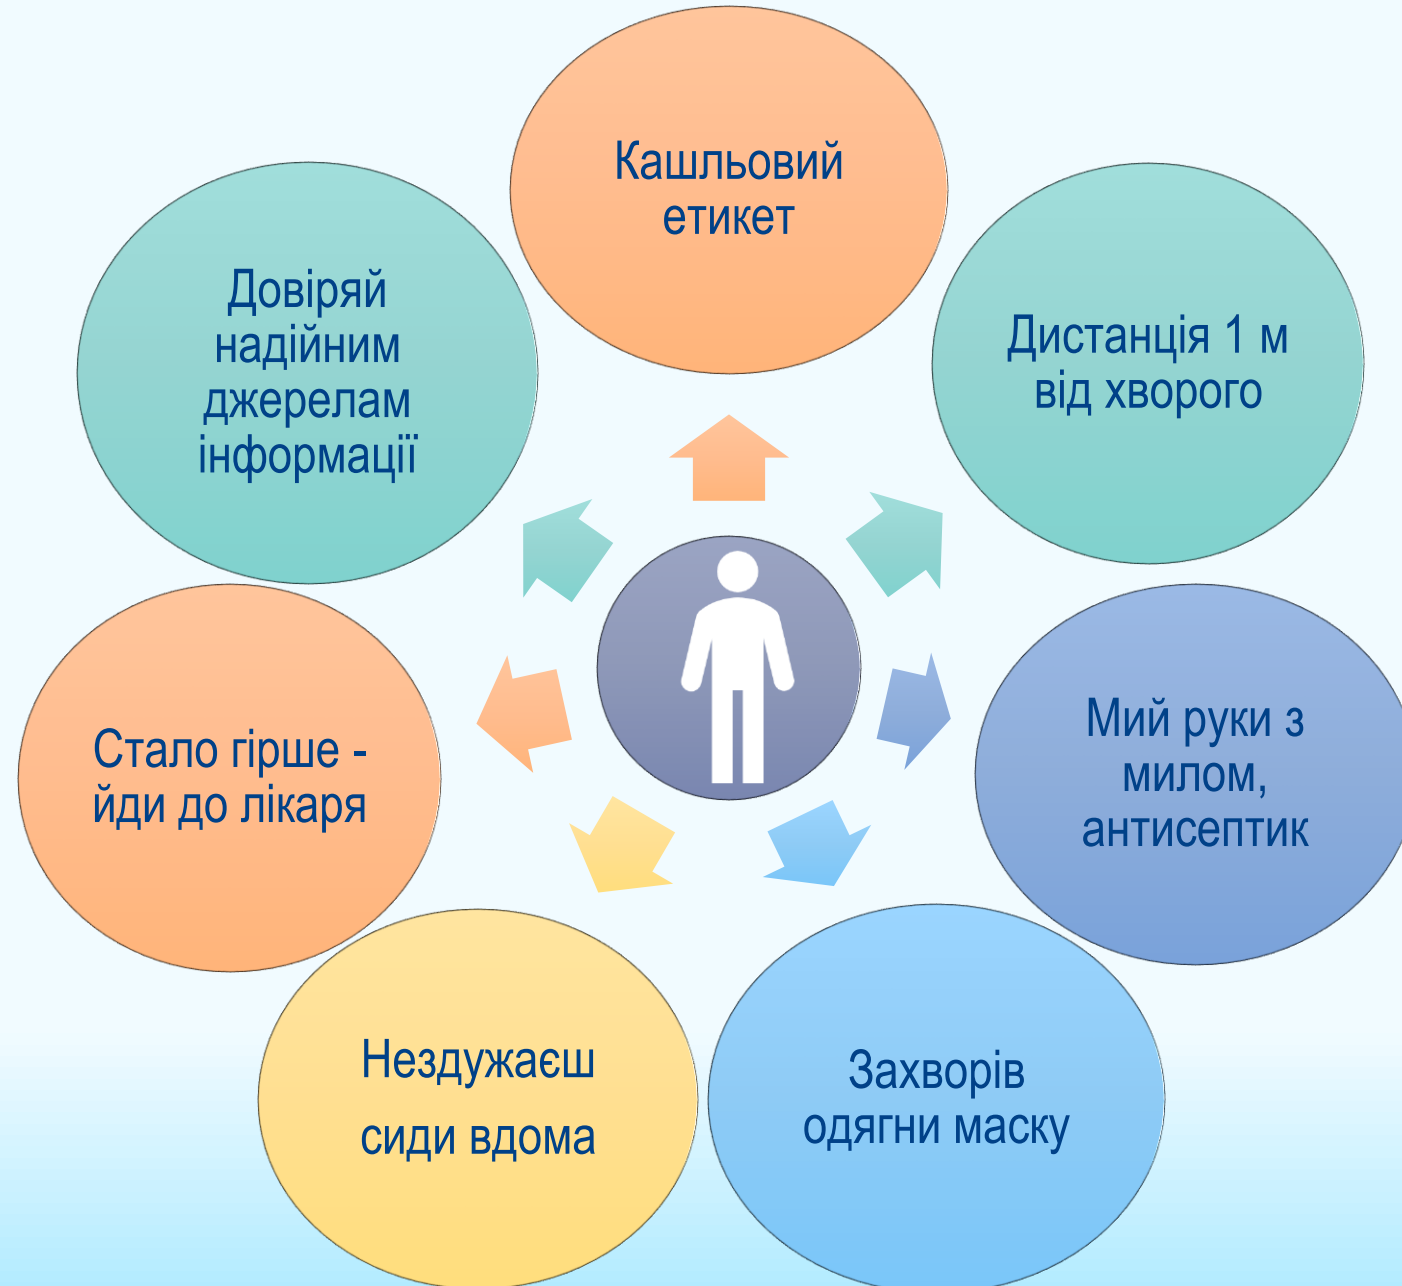 Кашльовий
етикет
Дистанція 1 м
від хворого
Мий руки з
милом,
антисептик
Захворів
одягни маску
Нездужаєш
сиди вдома
Стало гірше -
йди до лікаря
Довіряй
надійним
джерелам
інформації